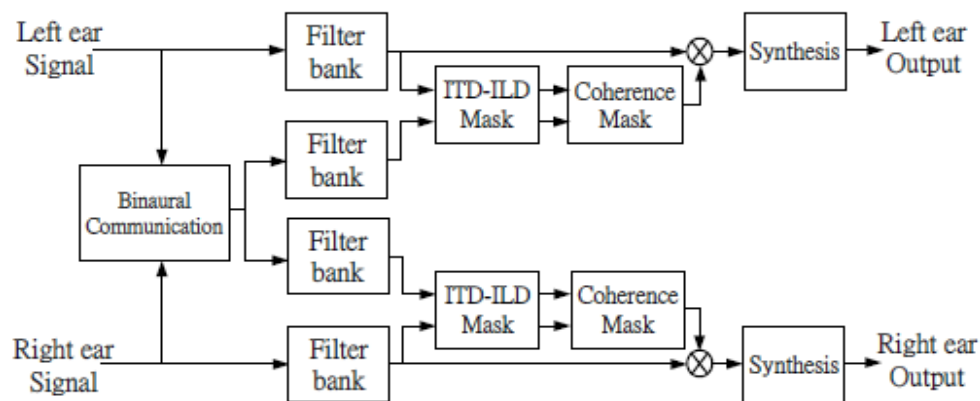 Left ear
Signal
Filter
bank
Synthesis
Left ear
Output
ITD-ILD
Mask
Coherence
Mask
Filter
bank
Binaural
Communication
Filter
bank
ITD-ILD
Mask
Coherence
Mask
Right ear
Signal
Filter
bank
Synthesis
Right ear
Output